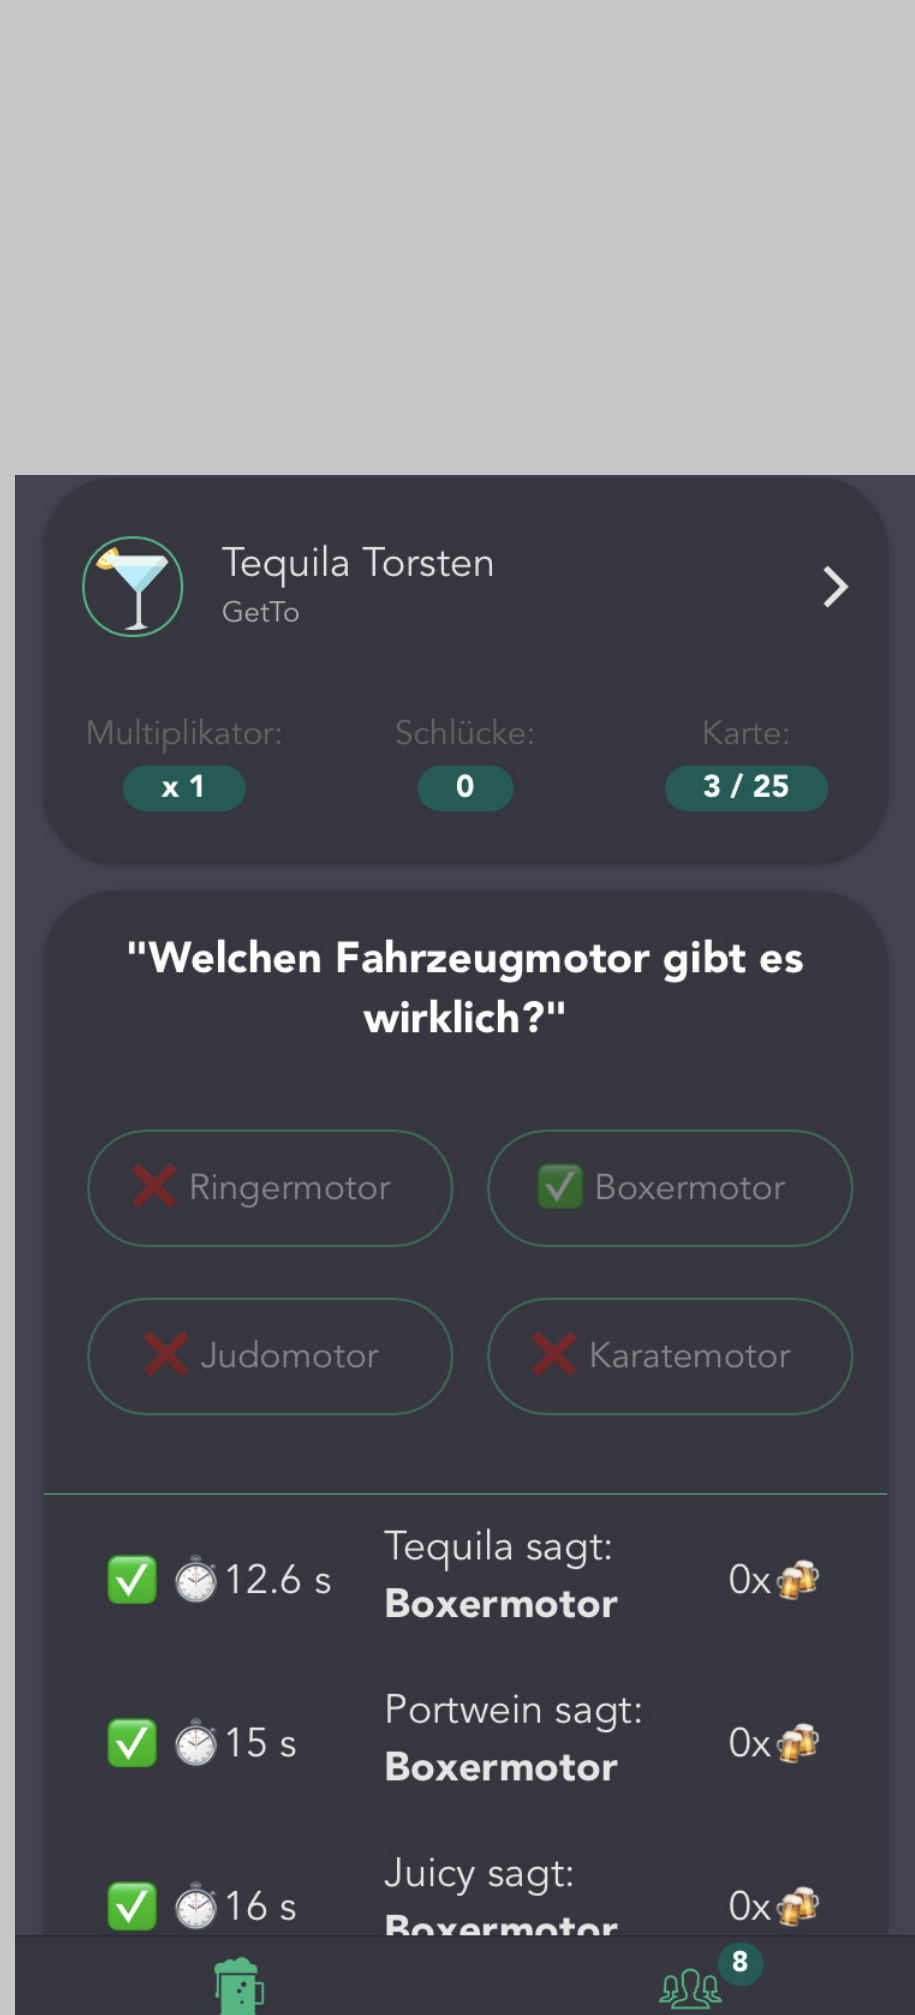 Tequila Torsten
GetTo
Multiplikator: Schlücke: Karte:
x 1 0 3 / 25
"Welchen Fahrzeugmotor gibt es
wirklich?"
Ringermotor Boxermotor
Judomotor Karatemotor
Tequila sagt:
12.6 s Boxermotor 0x
Portwein sagt:
15 s Boxermotor 0x
Juicy sagt:
16 s Boxermotor 0x
8